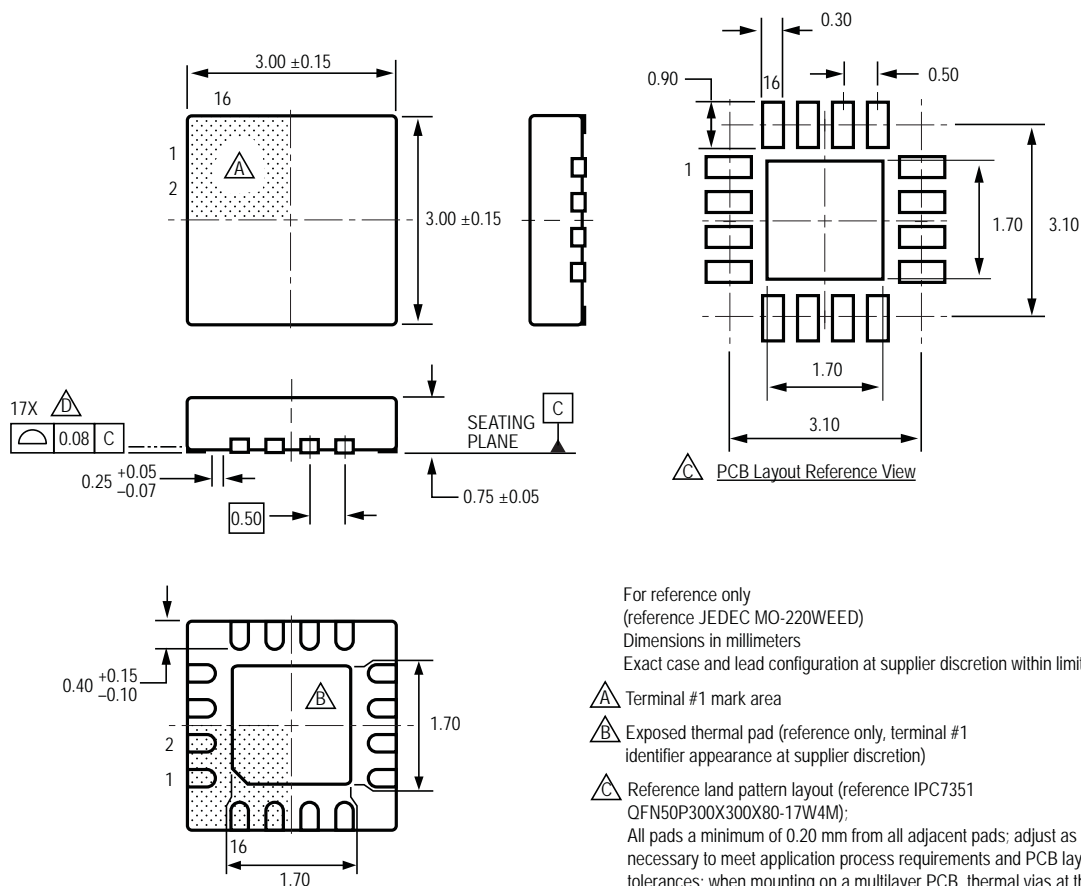 3.00 ±0.15
16
1
2
A
3.00 ±0.15
0.30
0.90
16
0.50
1
1.70
3.10
1.70
3.10
C PCB Layout Reference View
17X D
0.08 C
SEATING
PLANE
C
0.25 +0.05
–0.07
0.50
0.75 ±0.05
0.40 +0.15
–0.10
B
2
1
1.70
16
1.70
For reference only
(reference JEDEC MO-220WEED)
Dimensions in millimeters
Exact case and lead configuration at supplier discretion within limit
A Terminal #1 mark area
B Exposed thermal pad (reference only, terminal #1
identifier appearance at supplier discretion)
C Reference land pattern layout (reference IPC7351
QFN50P300X300X80-17W4M);
All pads a minimum of 0.20 mm from all adjacent pads; adjust as
necessary to meet application process requirements and PCB lay
tolerances; when mounting on a multilayer PCB, thermal vias at th